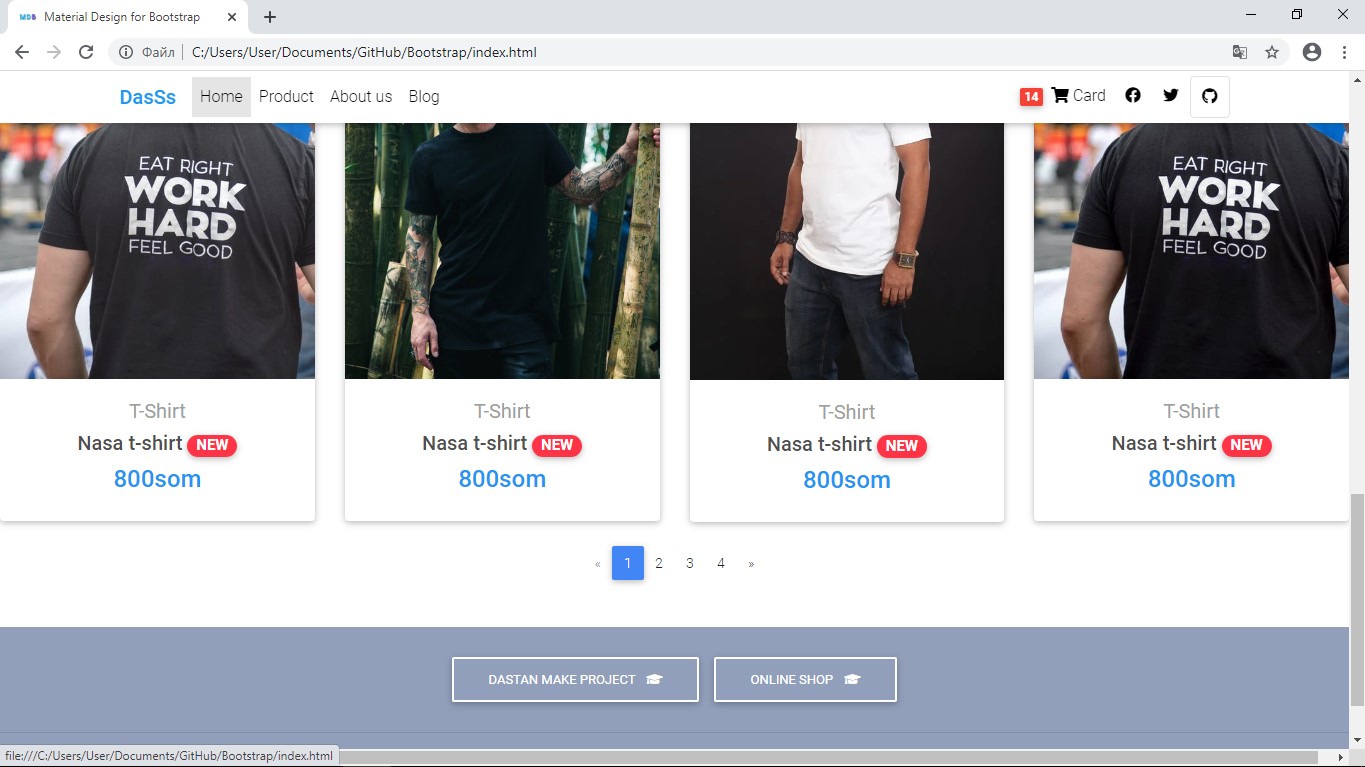 MDB Material Design for Bootstrap
Файл C:/Users/User/Documents/GitHub/Bootstrap/index.html
DasSs Home Product About us Blog 14 Card
EAT RIGHT
WORK
HARD
FEEL GOOD
EAT RIGHT
WORK
HARD
FEEL GOOD
T-Shirt
Nasa t-shirt NEW
800som
T-Shirt
Nasa t-shirt NEW
800som
T-Shirt
Nasa t-shirt NEW
800som
T-Shirt
Nasa t-shirt NEW
800som
« 1 2 3 4 »
DASTAN MAKE PROJECT
ONLINE SHOP
file:///C:/Users/User/Documents/GitHub/Bootstrap/index.html